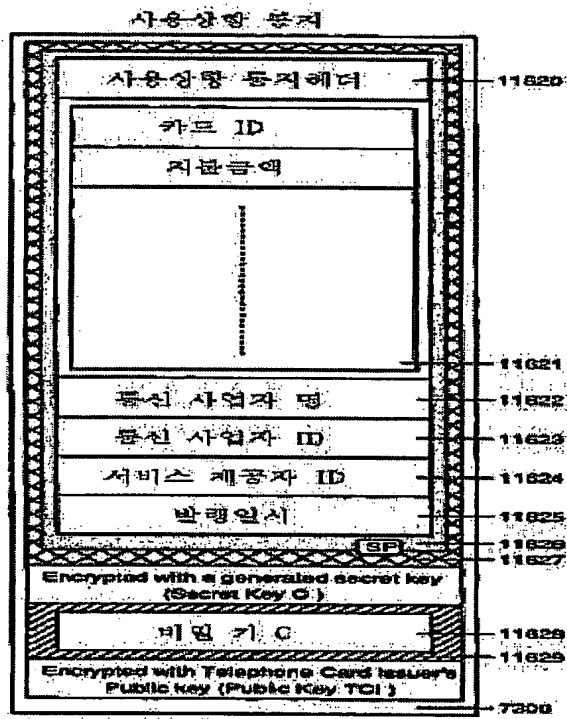 사용상황 통지
사용상황 통지헤더
11620
카드 ID
지불금액
11621
통신 사업자 명
11622
통신 사업자 ID
11623
서비스 제공자 ID
11624
발행일시
11625
SP
11626
11627
Encrypted with a generated secret key
(Secret Key C )
비밀 키 C
11628
11629
Encrypted with Telephone Card Issuer's
Public key (Public Key TCI )
7309